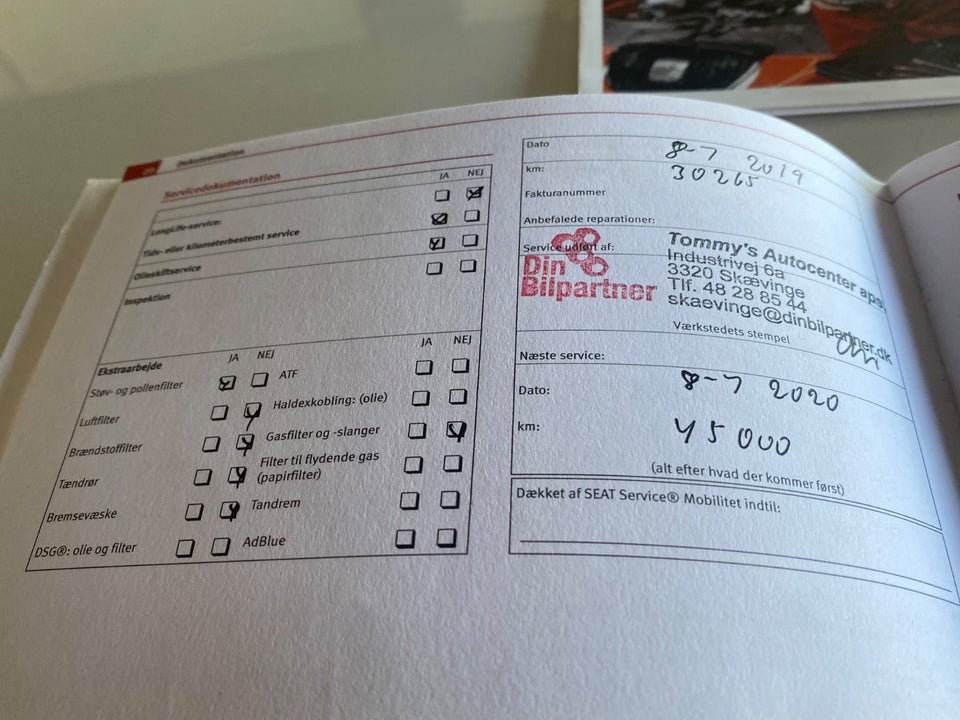 20 Dokumentation
Servicedokumentation
JA NEJ
LongLife-service:
Tids- eller kilometerbestemt service
Olieskiftservice
Inspektion
Ekstraarbejde JA NEJ JA NEJ
Støv- og pollenfilter ATF
Luftfilter Haldexkobling: (olie)
Brændstoffilter Gasfilter og -slanger
Tændrør Filter til flydende gas
(papirfilter)
Bremsevæske Tandrem
DSG®: olie og filter AdBlue
Dato 8-7 2019
km: 30265
Fakturanummer
Anbefalede reparationer:
Service udført af:
Din
Bilpartner
Tommy's Autocenter aps
Industrivej 6a
3320 Skævinge
Tlf. 48 28 85 44
skaevinge@dinbilpartner.dk
Værkstedets stempel
Næste service:
Dato: 8-7 2020
km: 45000
(alt efter hvad der kommer først)
Dækket af SEAT Service® Mobilitet indtil: